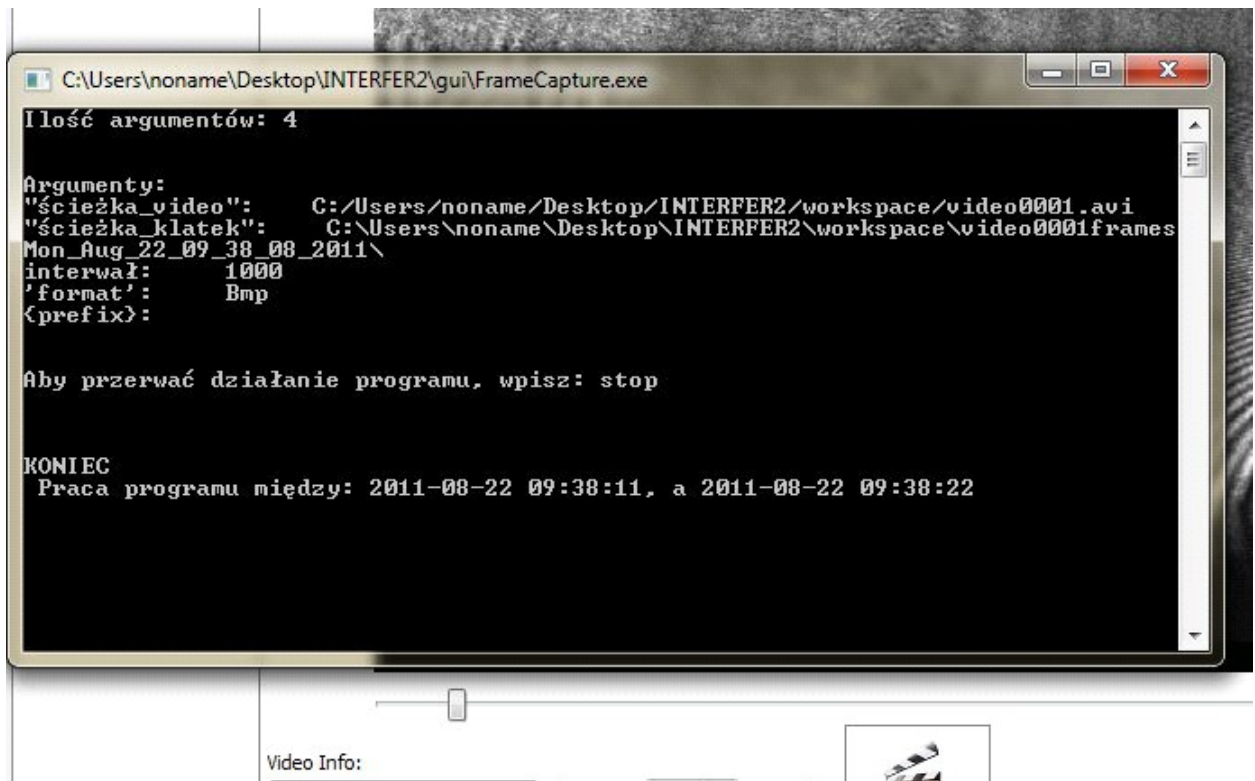 C:\Users\noname\Desktop\INTERFER2\gui\FrameCapture.exe
Ilość argumentów: 4
Argumenty:
"ścieżka_video": C:/Users/noname/Desktop/INTERFER2/workspace/video0001.avi
"ścieżka_klatek": C:\Users\noname\Desktop\INTERFER2\workspace\video0001frames
Mon_Aug_22_09_38_08_2011\
interwał: 1000
'format': Bmp
{prefix}:
Aby przerwać działanie programu, wpisz: stop
KONIEC
Praca programu między: 2011-08-22 09:38:11, a 2011-08-22 09:38:22
Video Info: